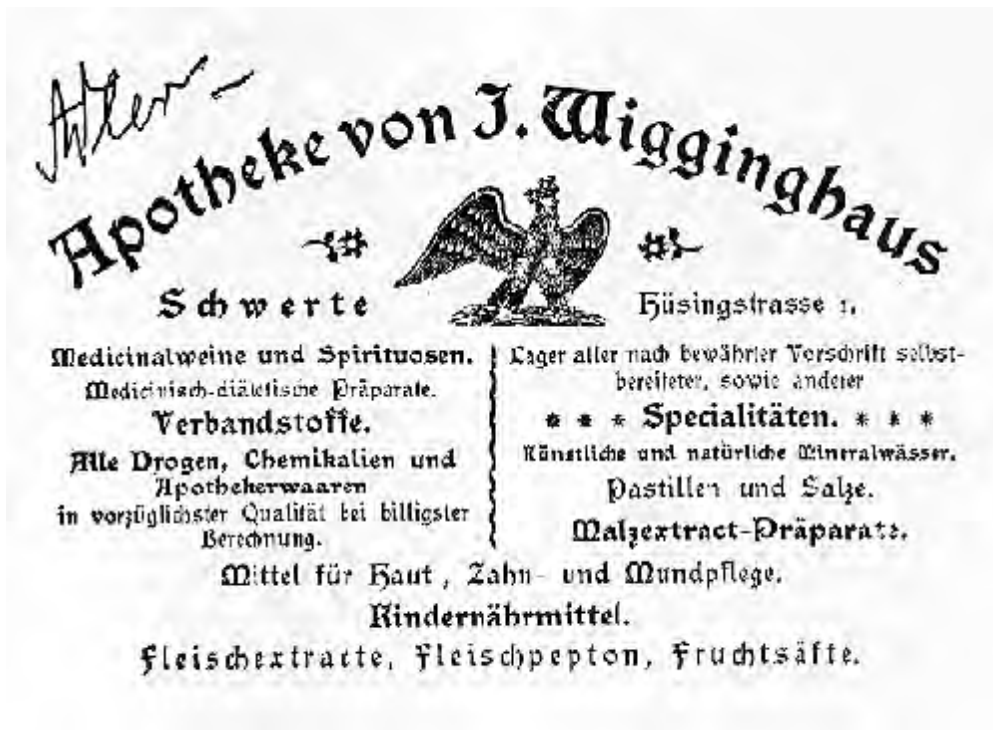 Apotheke von J. Wigginghaus
Schwerte
Hüsingstrasse 1.
Medicinalweine und Spirituosen.
Medicinisch-diätetische Präparate.
Verbandstoffe.
Alle Drogen, Chemikalien und
Apothekerwaaren
in vorzüglichster Qualität bei billigster
Berechnung.
Lager aller nach bewährter Vorschrift selbst-
bereiteter, sowie anderer
* * * Specialitäten. * * *
Künstliche und natürliche Mineralwässer.
Pastillen und Salze.
Malzextract-Präparate.
Mittel für Haut, Zahn- und Mundpflege.
Kindernährmittel.
Fleischextracte, Fleischpepton, Fruchtsäfte.